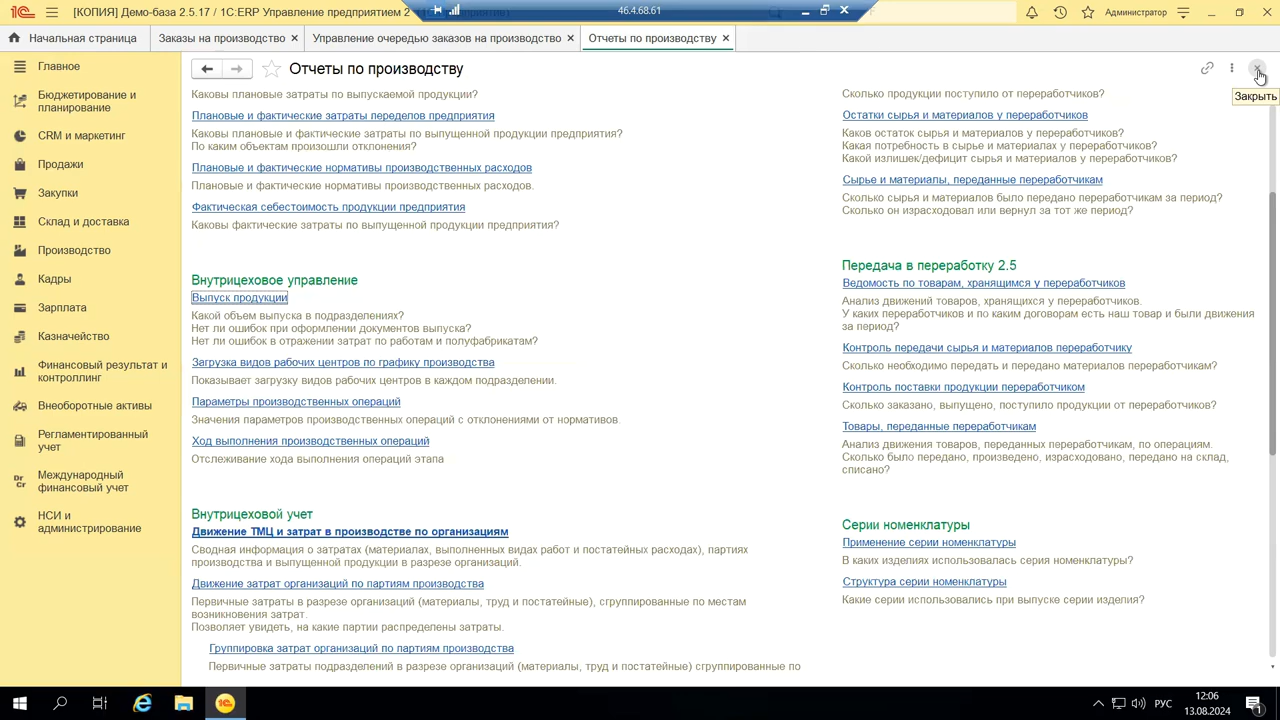 [КОПИЯ] Демо-база 2.5.17 / 1С:ERP Управление предприятием 2
46.4.68.61
Администратор
Начальная страница
Заказы на производство
Управление очередью заказов на производство
Отчеты по производству
Главное
Бюджетирование и
планирование
CRM и маркетинг
Продажи
Закупки
Склад и доставка
Производство
Кадры
Зарплата
Казначейство
Финансовый результат и
контроллинг
Внеоборотные активы
Регламентированный
учет
Международный
финансовый учет
НСИ и
администрирование
Отчеты по производству
Закрыть
Каковы плановые затраты по выпускаемой продукции?
Плановые и фактические затраты переделов предприятия
Каковы плановые и фактические затраты по выпущенной продукции предприятия?
По каким объектам произошли отклонения?
Плановые и фактические нормативы производственных расходов
Плановые и фактические нормативы производственных расходов.
Фактическая себестоимость продукции предприятия
Каковы фактические затраты по выпущенной продукции предприятия?
Внутрицеховое управление
Выпуск продукции
Какой объем выпуска в подразделениях?
Нет ли ошибок при оформлении документов выпуска?
Нет ли ошибок в отражении затрат по работам и полуфабрикатам?
Загрузка видов рабочих центров по графику производства
Показывает загрузку видов рабочих центров в каждом подразделении.
Параметры производственных операций
Значения параметров производственных операций с отклонениями от нормативов.
Ход выполнения производственных операций
Отслеживание хода выполнения операций этапа
Внутрицеховой учет
Движение ТМЦ и затрат в производстве по организациям
Сводная информация о затратах (материалах, выполненных видах работ и постатейных расходах), партиях
производства и выпущенной продукции в разрезе организаций.
Движение затрат организаций по партиям производства
Первичные затраты в разрезе организаций (материалы, труд и постатейные), сгруппированные по местам
возникновения затрат.
Позволяет увидеть, на какие партии распределены затраты.
Группировка затрат организаций по партиям производства
Первичные затраты подразделений в разрезе организаций (материалы, труд и постатейные) сгруппированные по
Сколько продукции поступило от переработчиков?
Остатки сырья и материалов у переработчиков
Каков остаток сырья и материалов у переработчиков?
Какая потребность в сырье и материалах у переработчиков?
Какой излишек/дефицит сырья и материалов у переработчиков?
Сырье и материалы, переданные переработчикам
Сколько сырья и материалов было передано переработчикам за период?
Сколько он израсходовал или вернул за тот же период?
Передача в переработку 2.5
Ведомость по товарам, хранящимся у переработчиков
Анализ движений товаров, хранящихся у переработчиков.
У каких переработчиков и по каким договорам есть наш товар и были движения
за период?
Контроль передачи сырья и материалов переработчику
Сколько необходимо передать и передано материалов переработчикам?
Контроль поставки продукции переработчиком
Сколько заказано, выпущено, поступило продукции от переработчиков?
Товары, переданные переработчикам
Анализ движения товаров, переданных переработчикам, по операциям.
Сколько было передано, произведено, израсходовано, передано на склад,
списано?
Серии номенклатуры
Применение серии номенклатуры
В каких изделиях использовалась серия номенклатуры?
Структура серии номенклатуры
Какие серии использовались при выпуске серии изделия?
РУС
12:06
13.08.2024
1